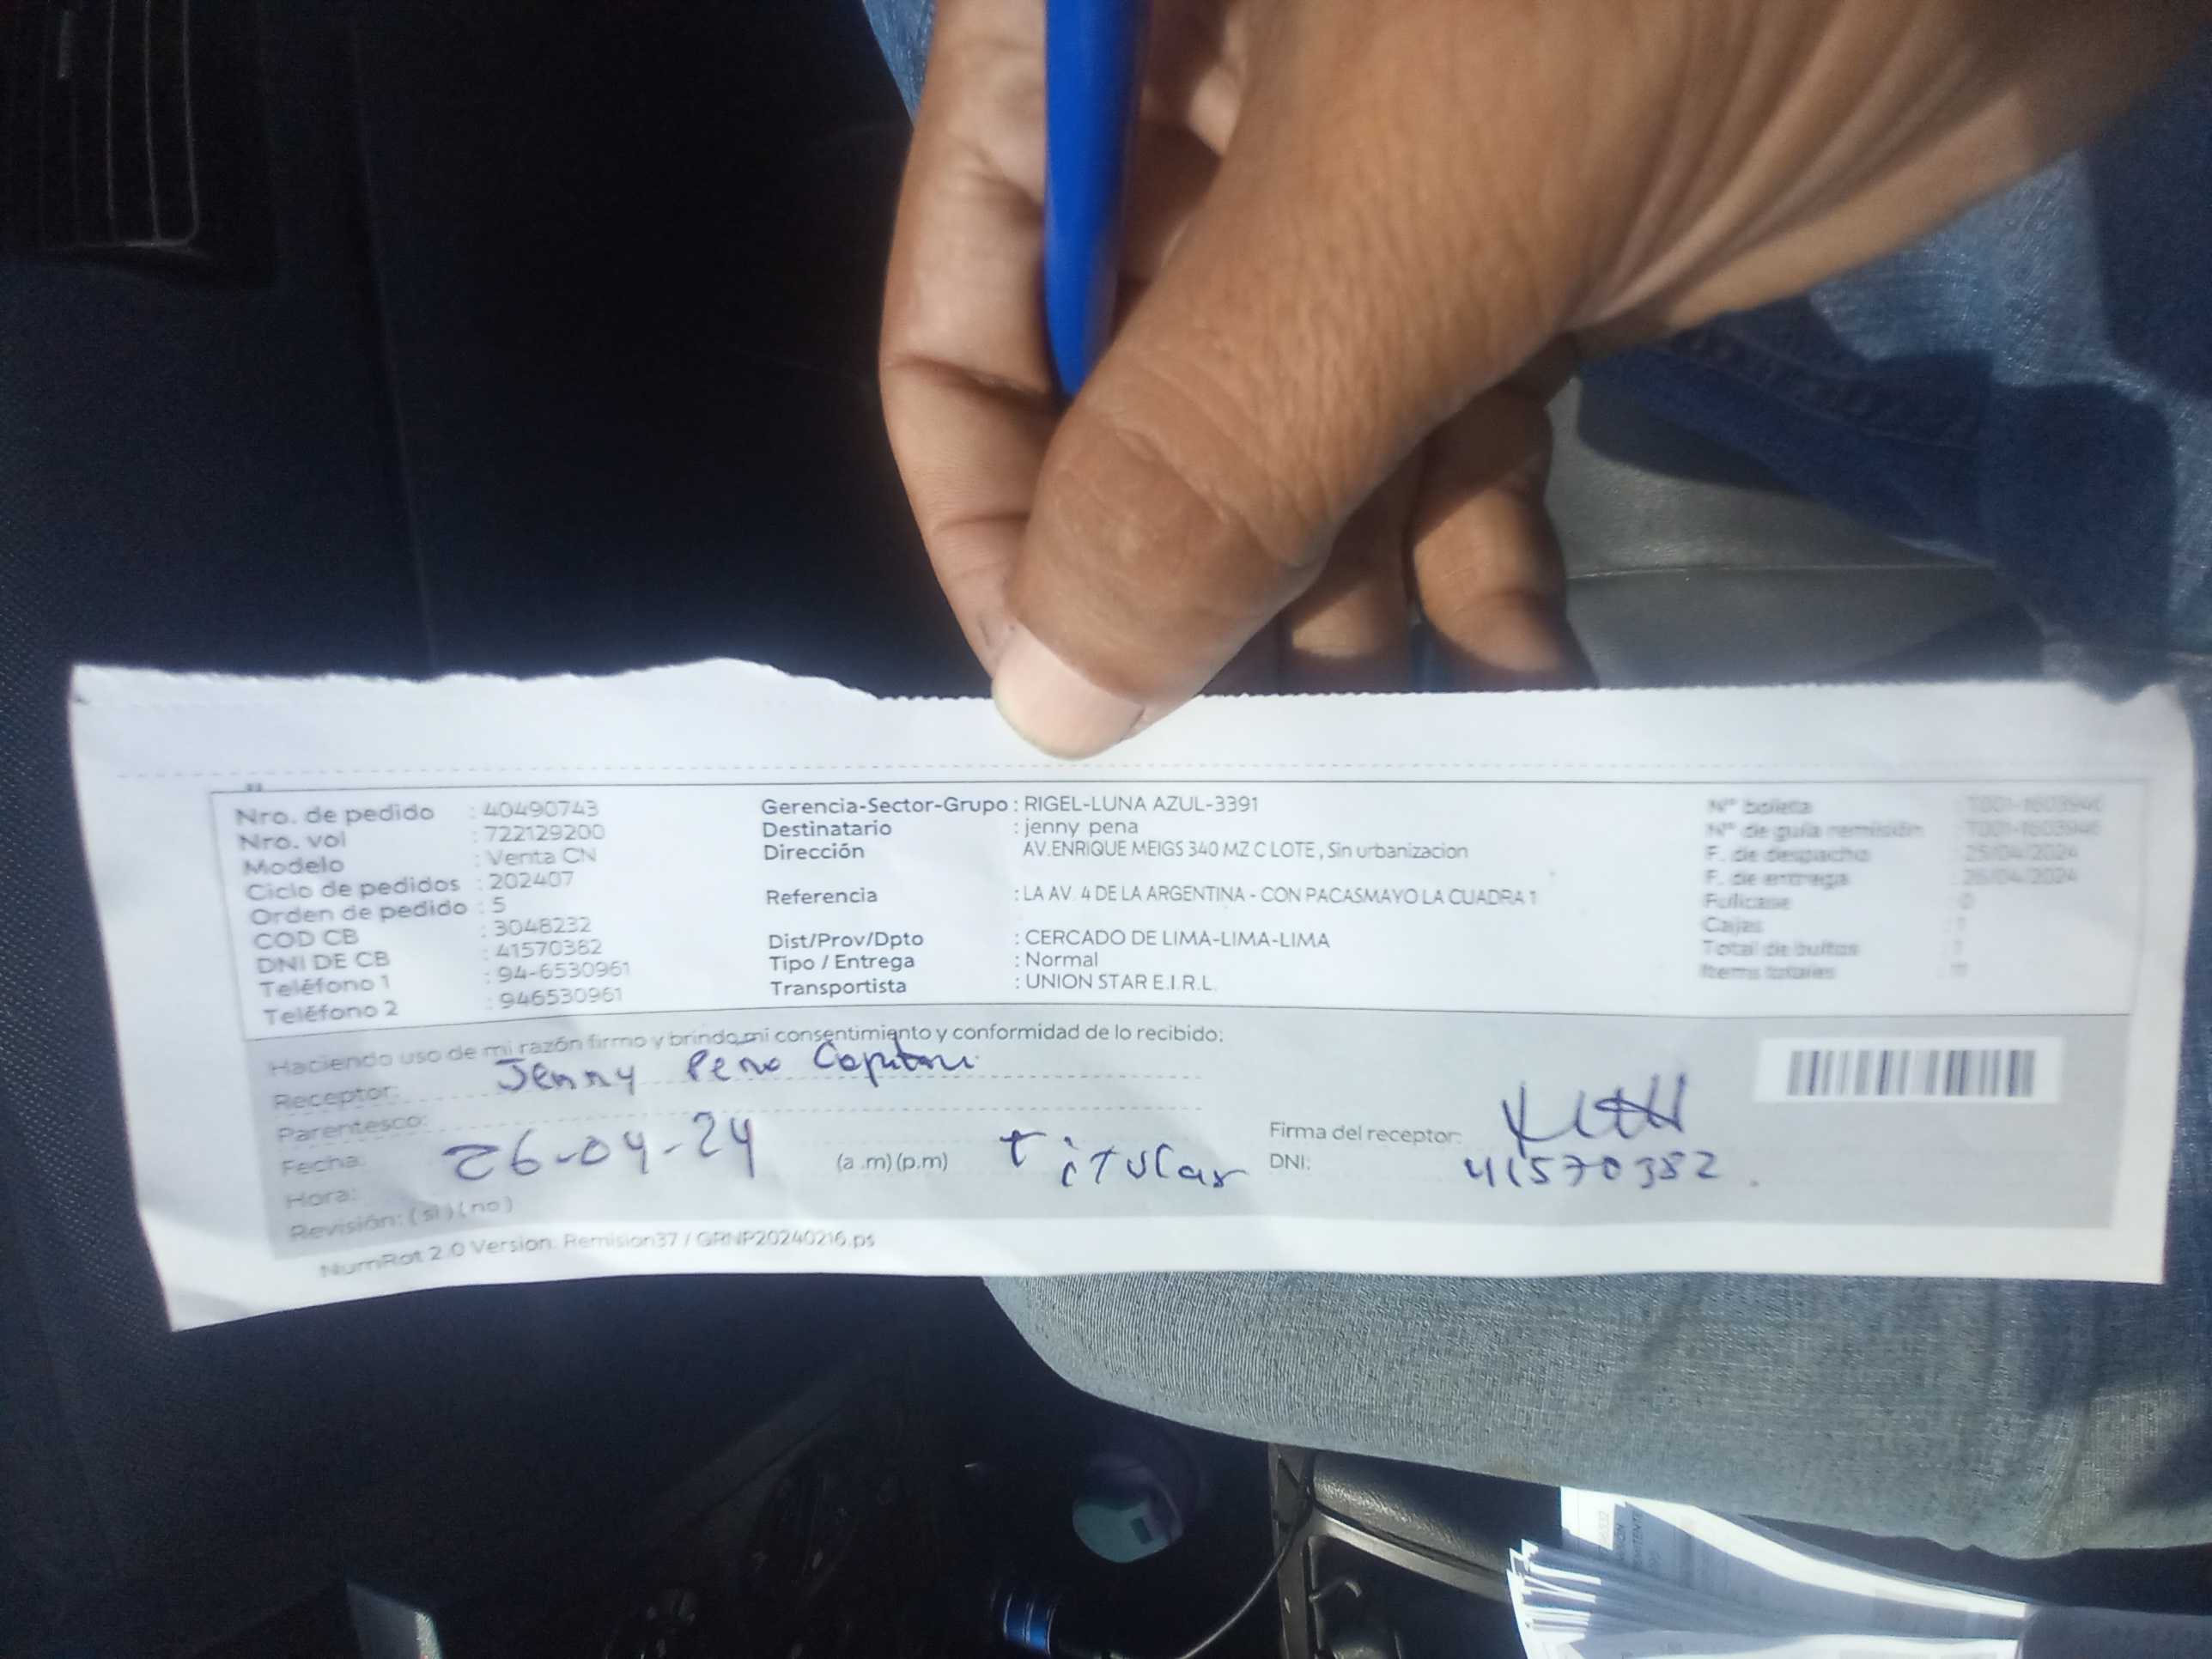 Nro. de pedido : 40490743
Nro. vol : 722129200
Modelo : Venta CN
Ciclo de pedidos : 202407
Orden de pedido : 5
COD CB : 3048232
DNI DE CB : 41570382
Teléfono 1 : 94-6530961
Teléfono 2 : 946530961
Gerencia-Sector-Grupo : RIGEL-LUNA AZUL-3391
Destinatario : jenny pena
Dirección AV.ENRIQUE MEIGS 340 MZ C LOTE , Sin urbanizacion
Referencia : LA AV 4 DE LA ARGENTINA - CON PACASMAYO LA CUADRA 1
Dist/Prov/Dpto : CERCADO DE LIMA-LIMA-LIMA
Tipo / Entrega : Normal
Transportista : UNION STAR E.I.R.L.
N° boleta
N° de guía remisión
F. de despacho 25/04/2024
F. de entrega 26/04/2024
Fullcase 0
Cajas 1
Total de bultos 1
Items totales
Haciendo uso de mi razón firmo y brindo mi consentimiento y conformidad de lo recibido:
Receptor: Jenny Pena
Parentesco:
Fecha: 26-04-24 (a .m) (p.m) titular
Hora:
Revisión: ( si ) ( no )
Firma del receptor:
DNI: 41570382
NumRot 2.0 Version: Remision37 / GRNP20240216.ps